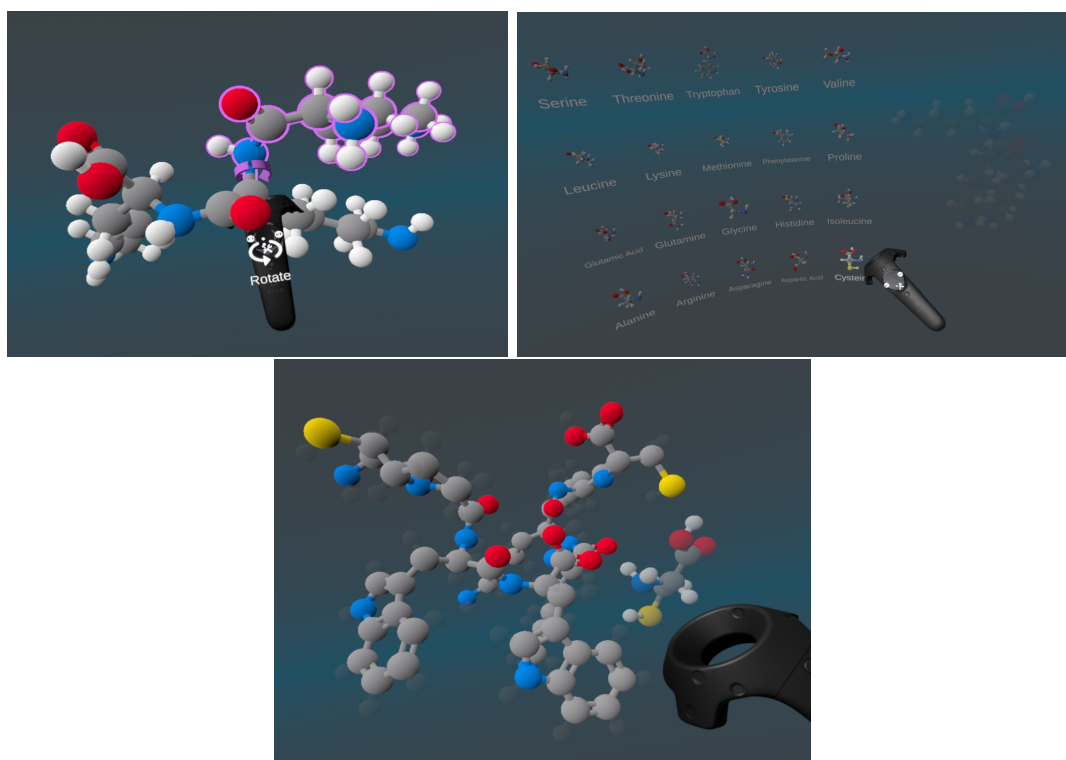 Rotate
Serine Threonine Tryptophan Tyrosine Valine
Leucine Lysine Methionine Phenylalanine Proline
Glutamic Acid Glutamine Glycine Histidine Isoleucine
Alanine Arginine Asparagine Aspartic Acid Cystein